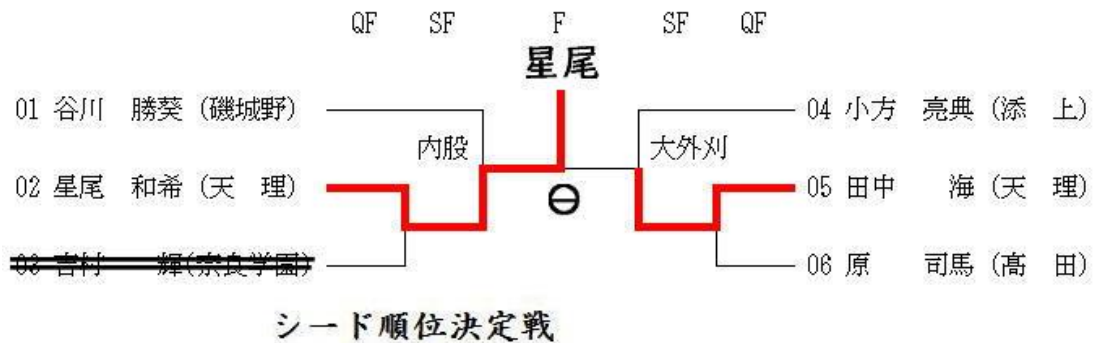 QF SF F SF QF
星尾
01 谷川 勝葵 (磯城野)
04 小方 亮典 (添 上)
内股
大外刈
02 星尾 和希 (天 理)
05 田中 海 (天 理)
03 吉村 輝(奈良学園)
06 原 司馬 (髙 田)
シード順位決定戦